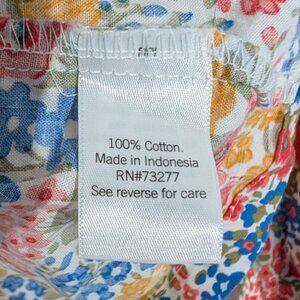 100% Cotton.
Made in Indonesia
RN#73277
See reverse for care